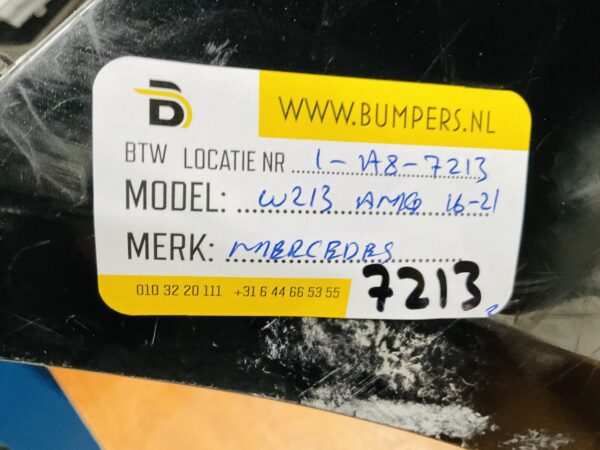 B
WWW.BUMPERS.NL
BTW LOCATIE NR 1-A8-7213
MODEL: W213 AMG 16-21
MERK: MERCEDES
010 32 20 111 +31 6 44 66 53 55
7213